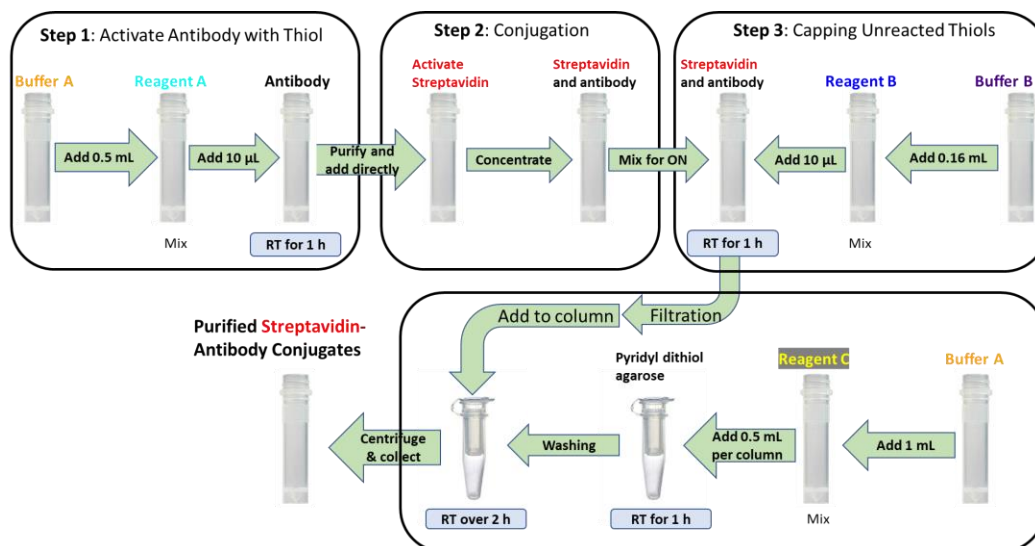 Step 1: Activate Antibody with Thiol
Buffer A
Reagent A
Antibody
Add 0.5 mL
Add 10 µL
Mix
RT for 1 h
Purify and
add directly
Step 2: Conjugation
Activate
Streptavidin
Streptavidin
and antibody
Concentrate
Mix for ON
Step 3: Capping Unreacted Thiols
Streptavidin
and antibody
Reagent B
Buffer B
Add 10 µL
Add 0.16 mL
RT for 1 h
Mix
Add to column
Filtration
Purified Streptavidin-
Antibody Conjugates
Pyridyl dithiol
agarose
Reagent C
Buffer A
Centrifuge
& collect
Washing
Add 0.5 mL
per column
Add 1 mL
RT over 2 h
RT for 1 h
Mix